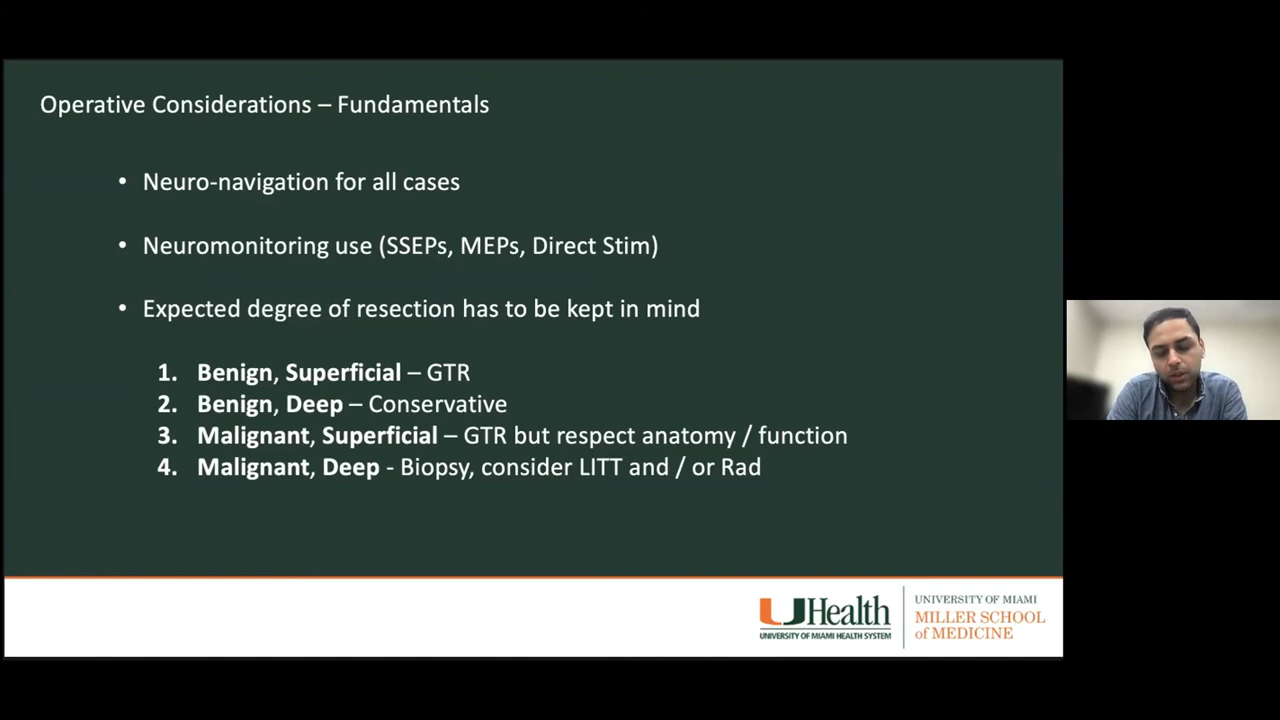 Operative Considerations – Fundamentals
• Neuro-navigation for all cases
• Neuromonitoring use (SSEPs, MEPs, Direct Stim)
• Expected degree of resection has to be kept in mind
1. Benign, Superficial – GTR
2. Benign, Deep – Conservative
3. Malignant, Superficial – GTR but respect anatomy / function
4. Malignant, Deep - Biopsy, consider LITT and / or Rad
UHealth
UNIVERSITY OF MIAMI HEALTH SYSTEM
UNIVERSITY OF MIAMI
MILLER SCHOOL
of MEDICINE